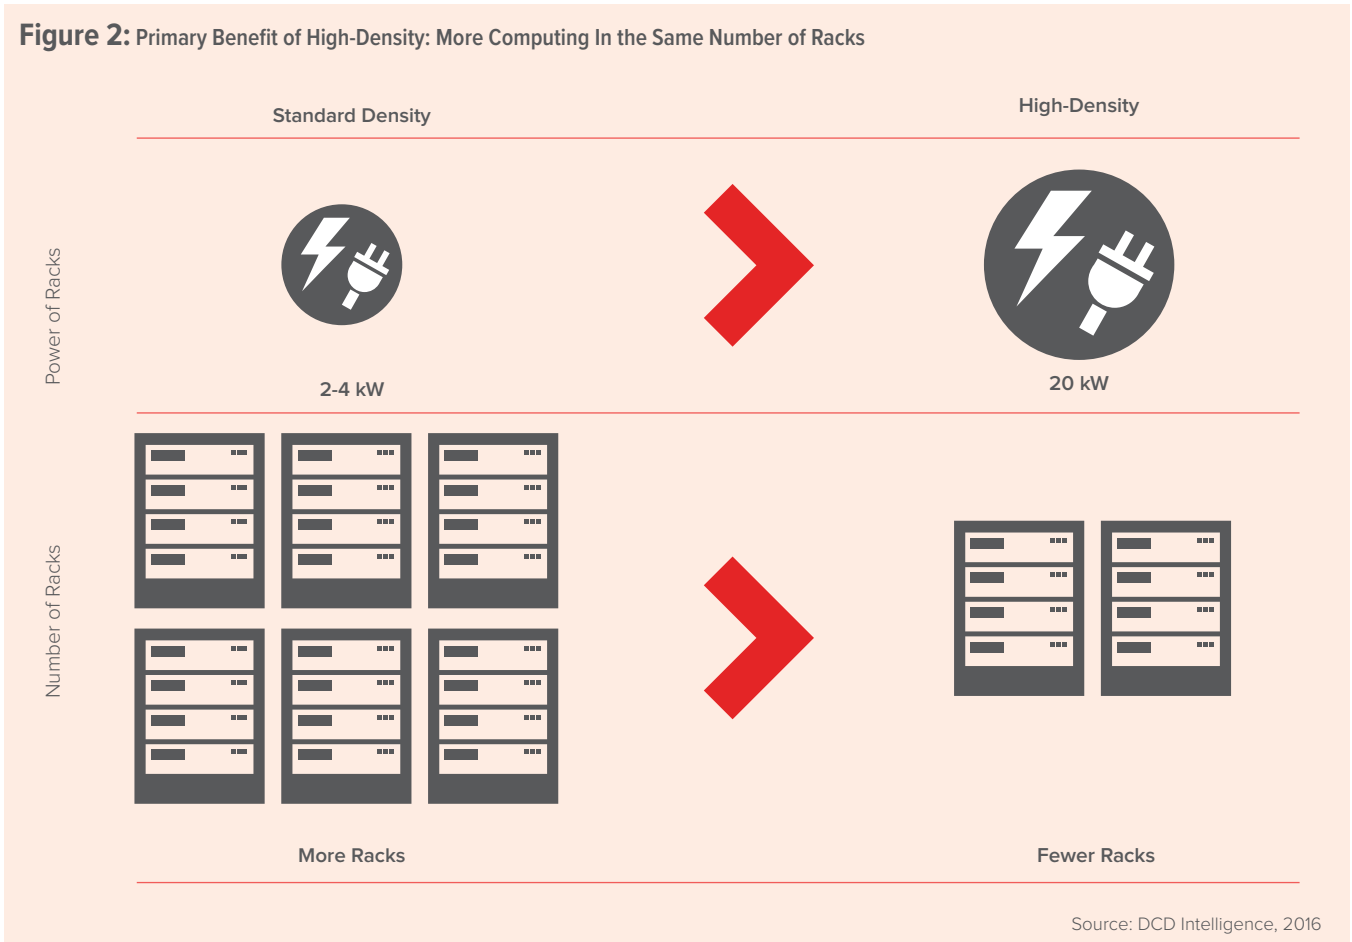 Figure 2: Primary Benefit of High-Density: More Computing In the Same Number of Racks
Standard Density
High-Density
Power of Racks
2-4 kW
20 kW
Number of Racks
More Racks
Fewer Racks
Source: DCD Intelligence, 2016